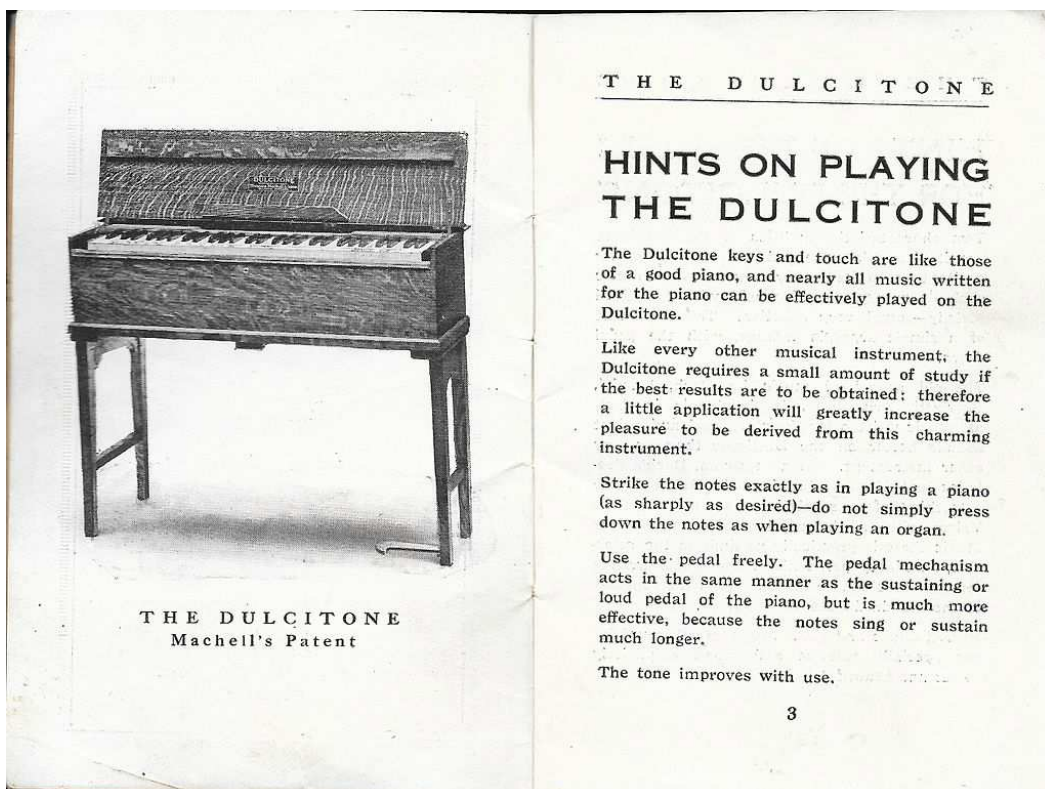 DULCITONE
THE DULCITONE
Machell's Patent
THE DULCITONE
HINTS ON PLAYING
THE DULCITONE
The Dulcitone keys and touch are like those
of a good piano, and nearly all music written
for the piano can be effectively played on the
Dulcitone.
Like every other musical instrument, the
Dulcitone requires a small amount of study if
the best results are to be obtained: therefore
a little application will greatly increase the
pleasure to be derived from this charming
instrument.
Strike the notes exactly as in playing a piano
(as sharply as desired)—do not simply press
down the notes as when playing an organ.
Use the pedal freely. The pedal mechanism
acts in the same manner as the sustaining or
loud pedal of the piano, but is much more
effective, because the notes sing or sustain
much longer.
The tone improves with use.
3